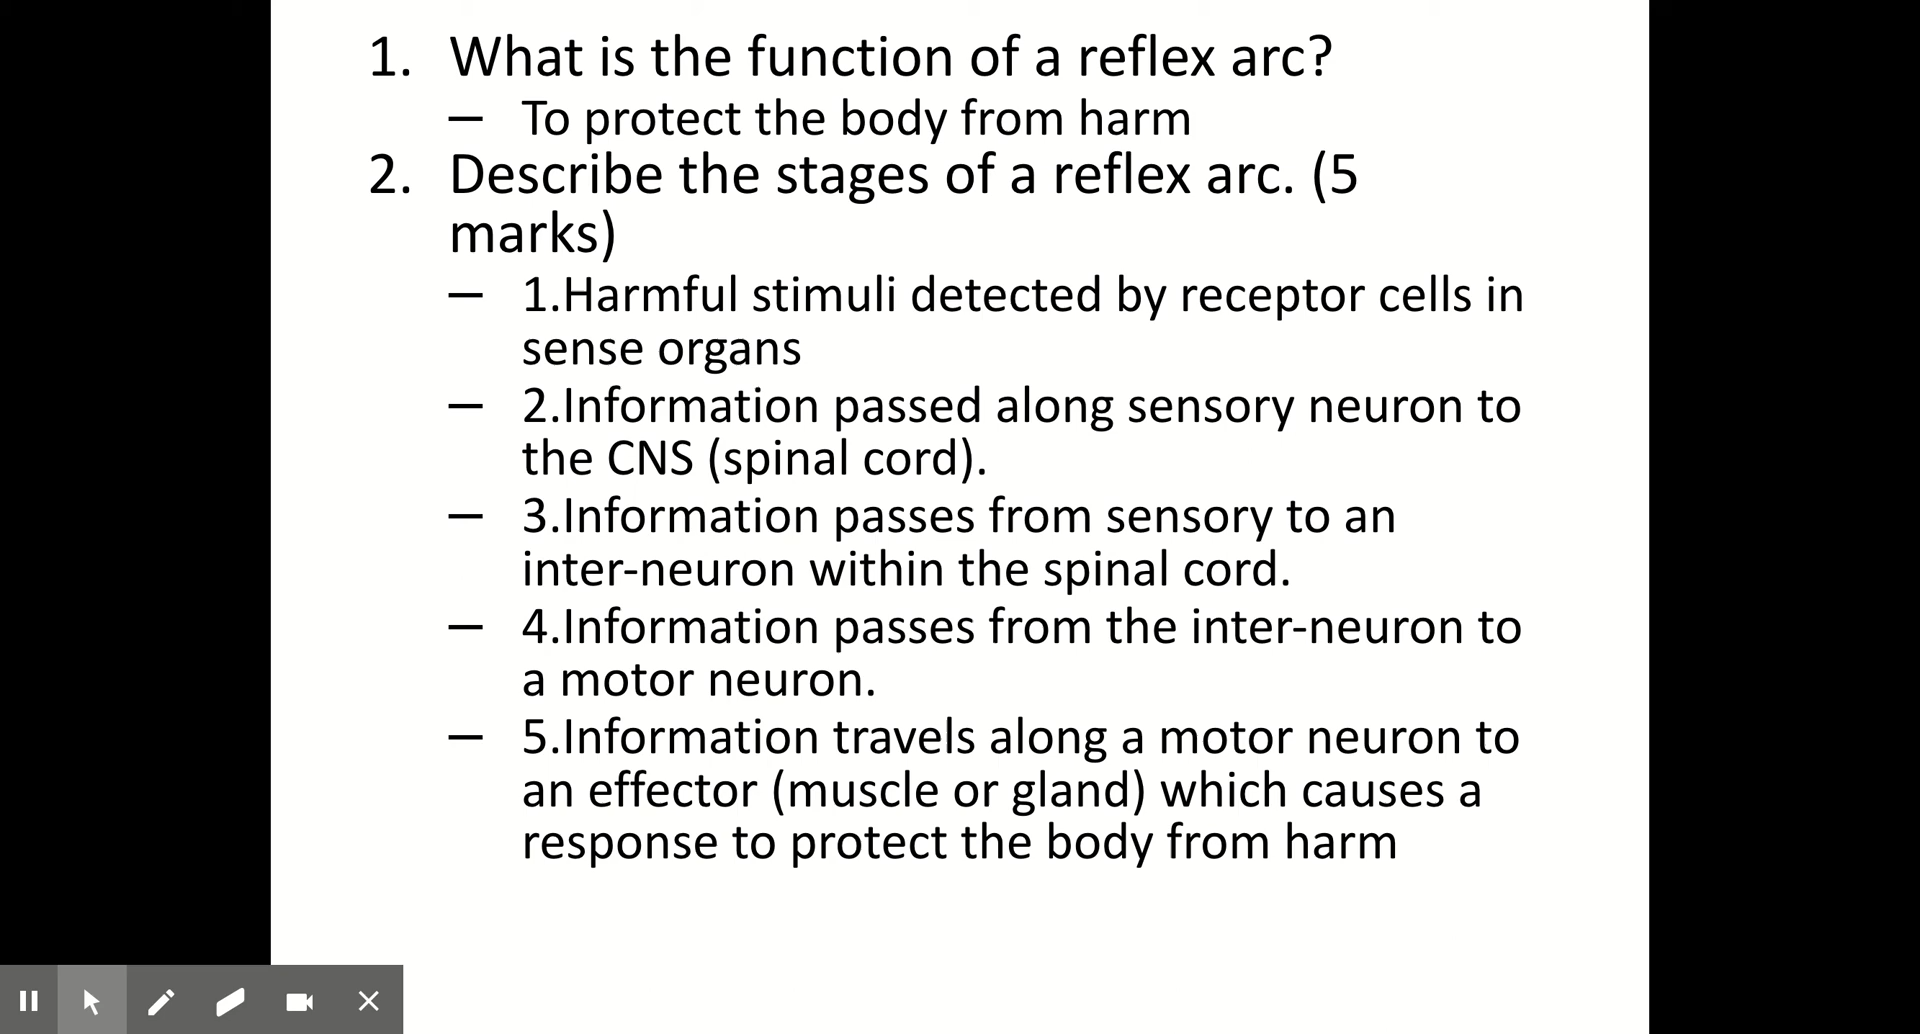 1. What is the function of a reflex arc?
– To protect the body from harm
2. Describe the stages of a reflex arc. (5
marks)
– 1.Harmful stimuli detected by receptor cells in
sense organs
– 2.Information passed along sensory neuron to
the CNS (spinal cord).
– 3.Information passes from sensory to an
inter-neuron within the spinal cord.
– 4.Information passes from the inter-neuron to
a motor neuron.
– 5.Information travels along a motor neuron to
an effector (muscle or gland) which causes a
response to protect the body from harm